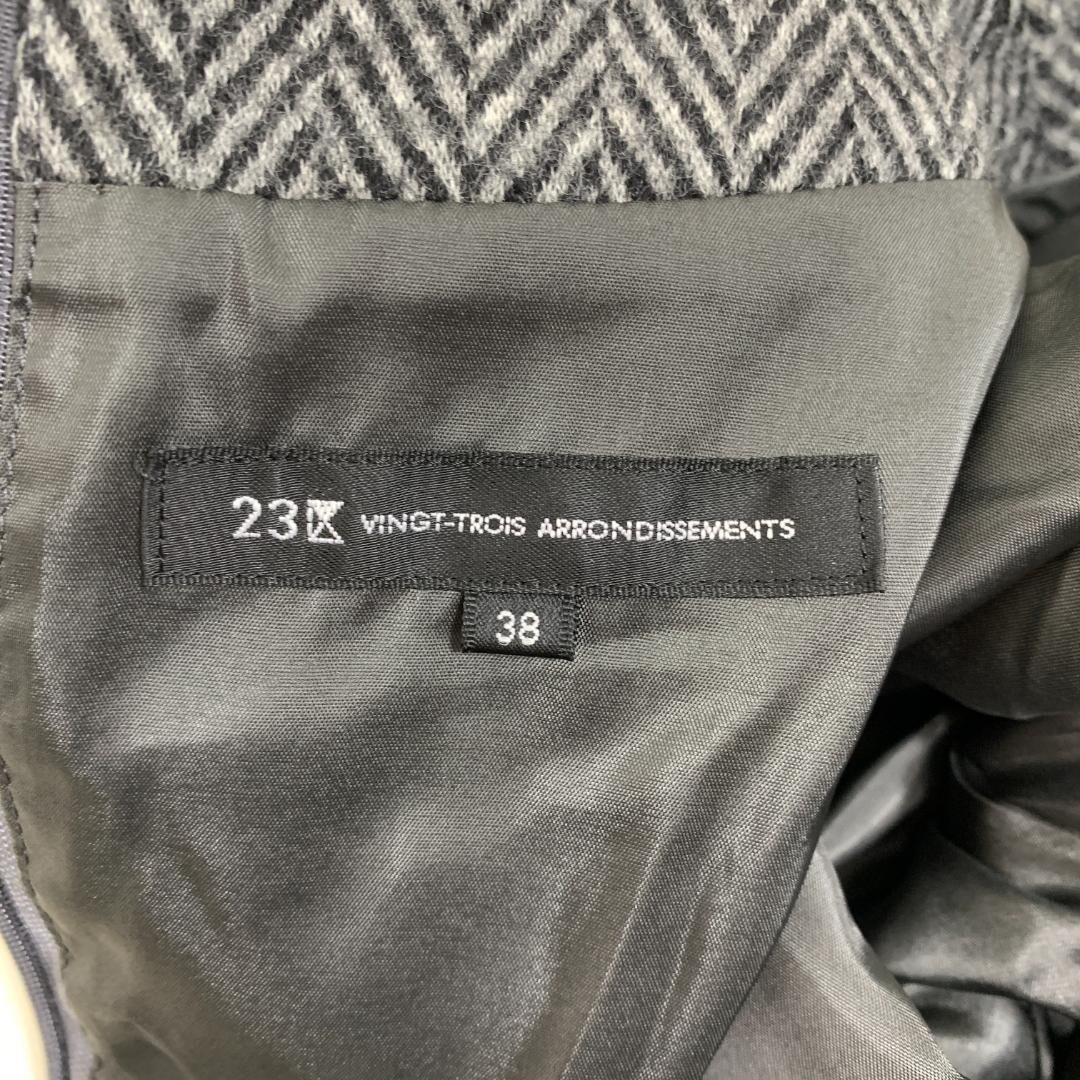 23区 VINGT-TROIS ARRONDISSEMENTS
38